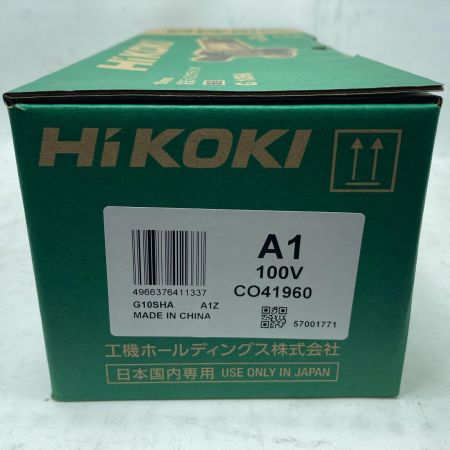 HiKOKI
HiKOKI
A1
100V
CO41960
4966376411337
G10SHA A1Z
MADE IN CHINA
57001771
工機ホールディングス株式会社
日本国内専用 USE ONLY IN JAPAN